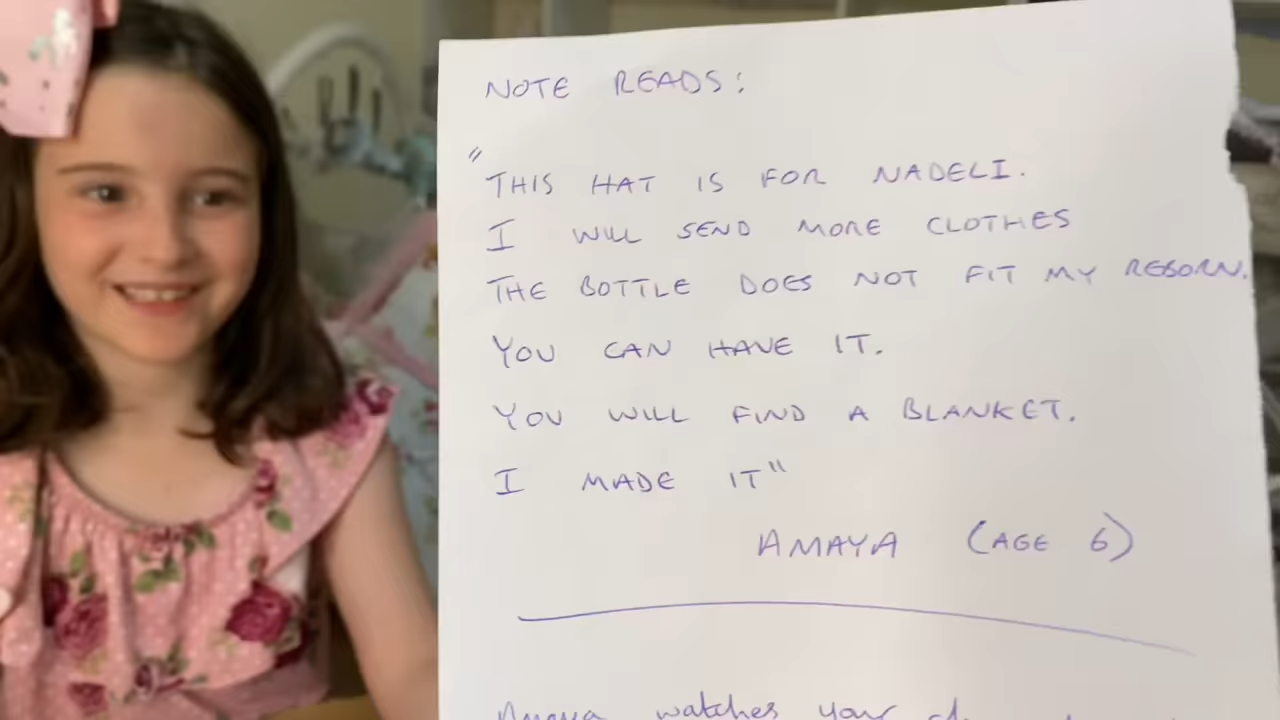 NOTE READS:
"THIS HAT IS FOR NADELI.
I WILL SEND MORE CLOTHES
THE BOTTLE DOES NOT FIT MY REBORN.
YOU CAN HAVE IT.
YOU WILL FIND A BLANKET.
I MADE IT"
AMAYA (AGE 6)
Amaya watches your